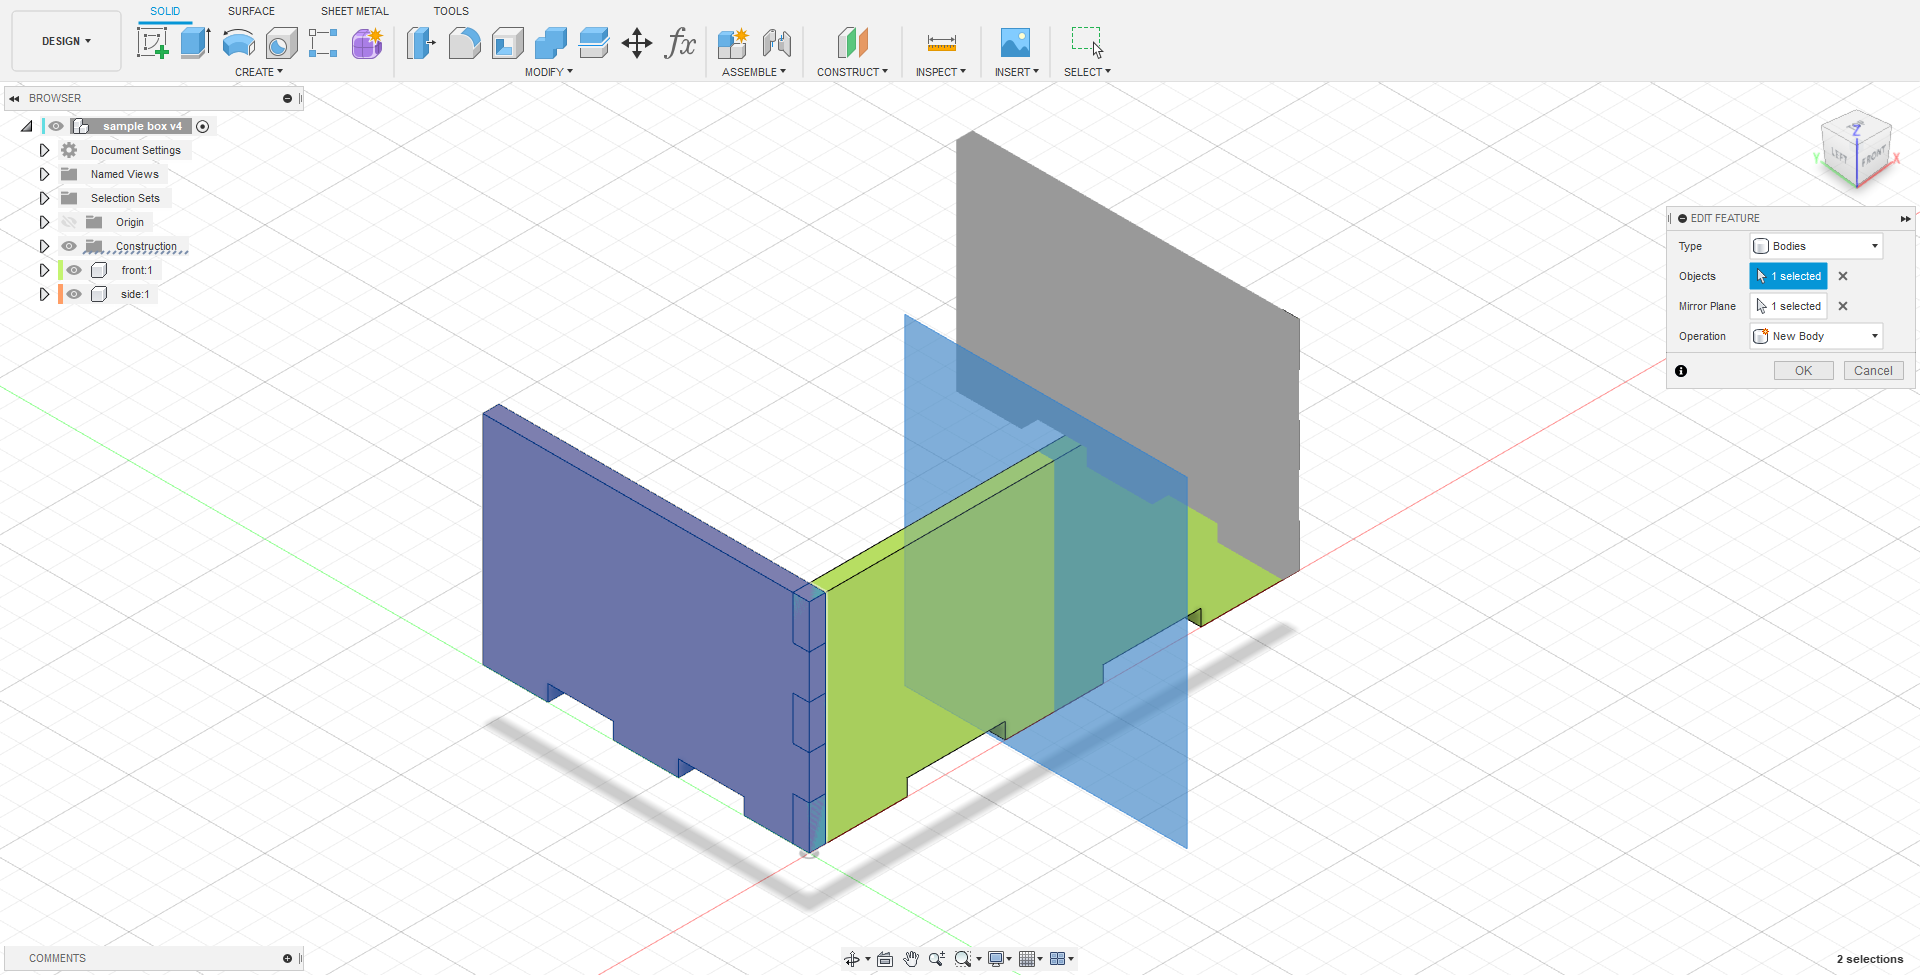 SOLID SURFACE SHEET METAL TOOLS
DESIGN
fx
CREATE MODIFY ASSEMBLE CONSTRUCT INSPECT INSERT SELECT
BROWSER
sample box v4
Document Settings
Named Views
Selection Sets
Origin
Construction
front:1
side:1
Z
LEFT FRONT
Y X
EDIT FEATURE
Type Bodies
Objects 1 selected
Mirror Plane 1 selected
Operation New Body
OK Cancel
COMMENTS
2 selections